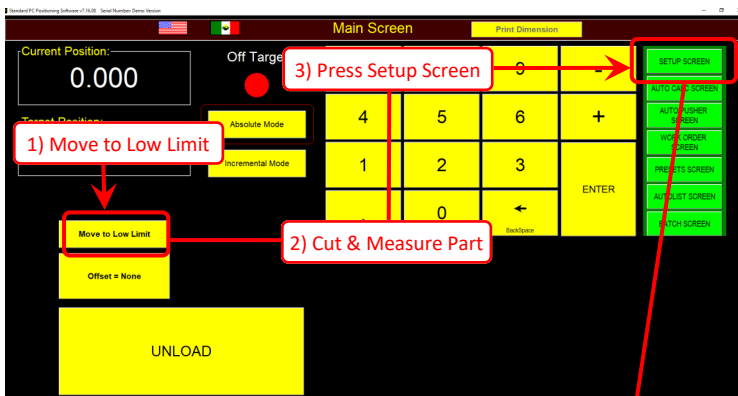 Standard PC Positioning Software v7.16.00 Serial Number Demo Version
Main Screen
Print Dimension
Current Position:
0.000
Off Targe
3) Press Setup Screen
-
SETUP SCREEN
AUTO CALC SCREEN
1) Move to Low Limit
Absolute Mode
4
5
6
+
AUTO PUSHER
SCREEN
WORK ORDER
SCREEN
Incremental Mode
1
2
3
ENTER
PRESETS SCREEN
AUTOLIST SCREEN
Move to Low Limit
2) Cut & Measure Part
0
BackSpace
BATCH SCREEN
Offset = None
UNLOAD